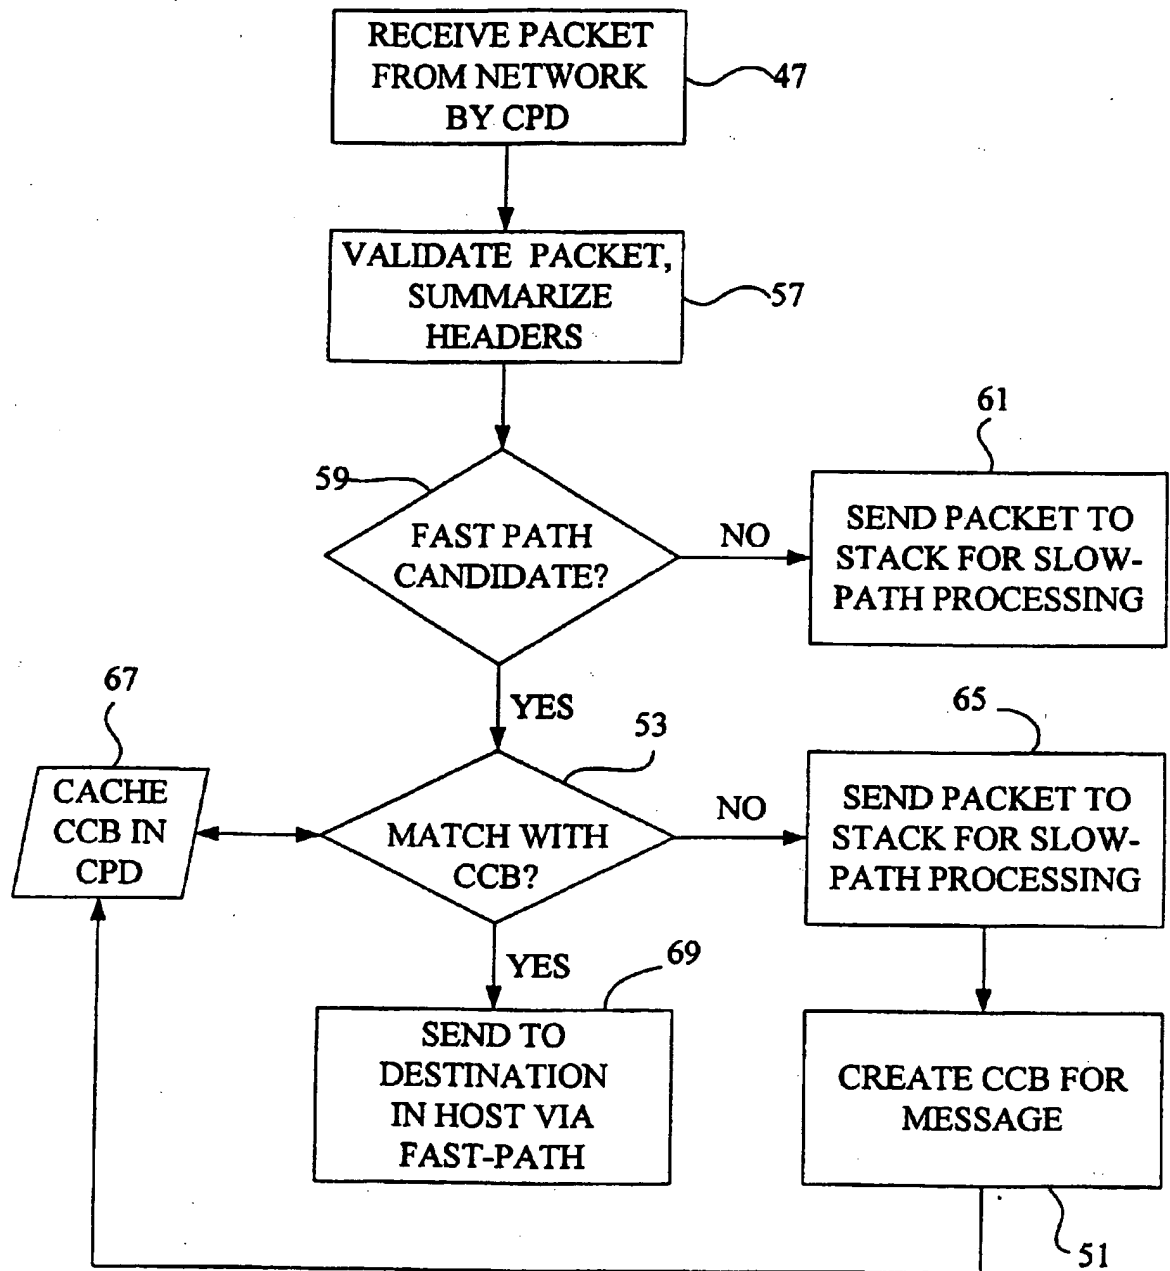 RECEIVE PACKET
FROM NETWORK
BY CPD
47
VALIDATE PACKET,
SUMMARIZE
HEADERS
57
59
FAST PATH
CANDIDATE?
NO
61
SEND PACKET TO
STACK FOR SLOW-
PATH PROCESSING
YES
67
CACHE
CCB IN
CPD
53
MATCH WITH
CCB?
NO
65
SEND PACKET TO
STACK FOR SLOW-
PATH PROCESSING
YES
69
SEND TO
DESTINATION
IN HOST VIA
FAST-PATH
CREATE CCB FOR
MESSAGE
51